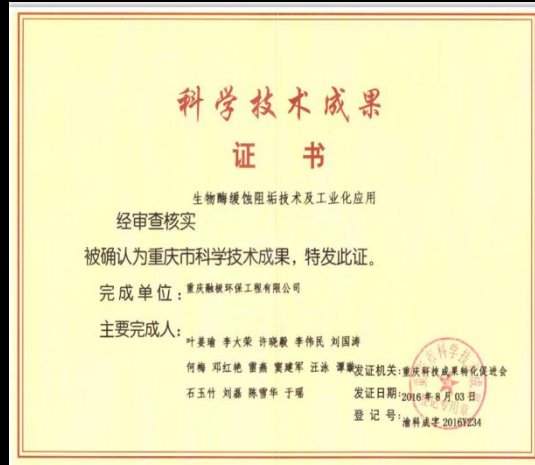 科学技术成果
证 书
生物酶缓蚀阻垢技术及工业化应用
经审查核实
被确认为重庆市科学技术成果，特发此证。
完成单位：重庆融极环保工程有限公司
主要完成人：
叶姜瑜 李大荣 许晓毅 李伟民 刘国涛
何梅 邓红艳 雷燕 窦建军 汪泳 谭
石玉竹 刘磊 陈雪华 于瑶
发证机关：重庆科技成果转化促进会
发证日期：2016年8月03日
登 记 号：渝科成字2016Y234